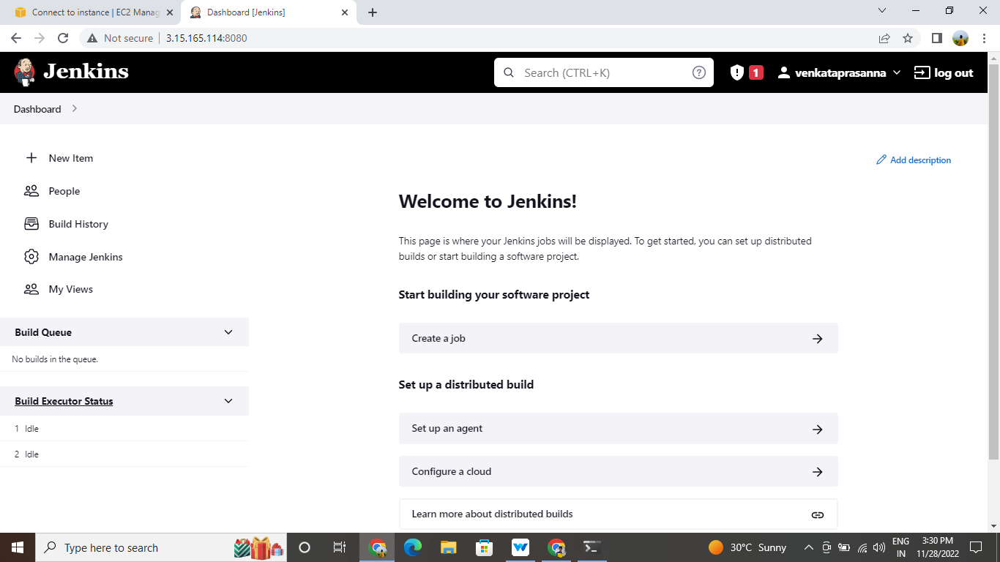 Connect to instance | EC2 Manag
Dashboard [Jenkins]
Not secure
3.15.165.114:8080
Jenkins
Search (CTRL+K)
1
venkataprasanna
log out
Dashboard
New Item
People
Build History
Manage Jenkins
My Views
Build Queue
No builds in the queue.
Build Executor Status
1 Idle
2 Idle
Add description
Welcome to Jenkins!
This page is where your Jenkins jobs will be displayed. To get started, you can set up distributed
builds or start building a software project.
Start building your software project
Create a job
Set up a distributed build
Set up an agent
Configure a cloud
Learn more about distributed builds
Type here to search
30°C Sunny
ENG
IN
3:30 PM
11/28/2022